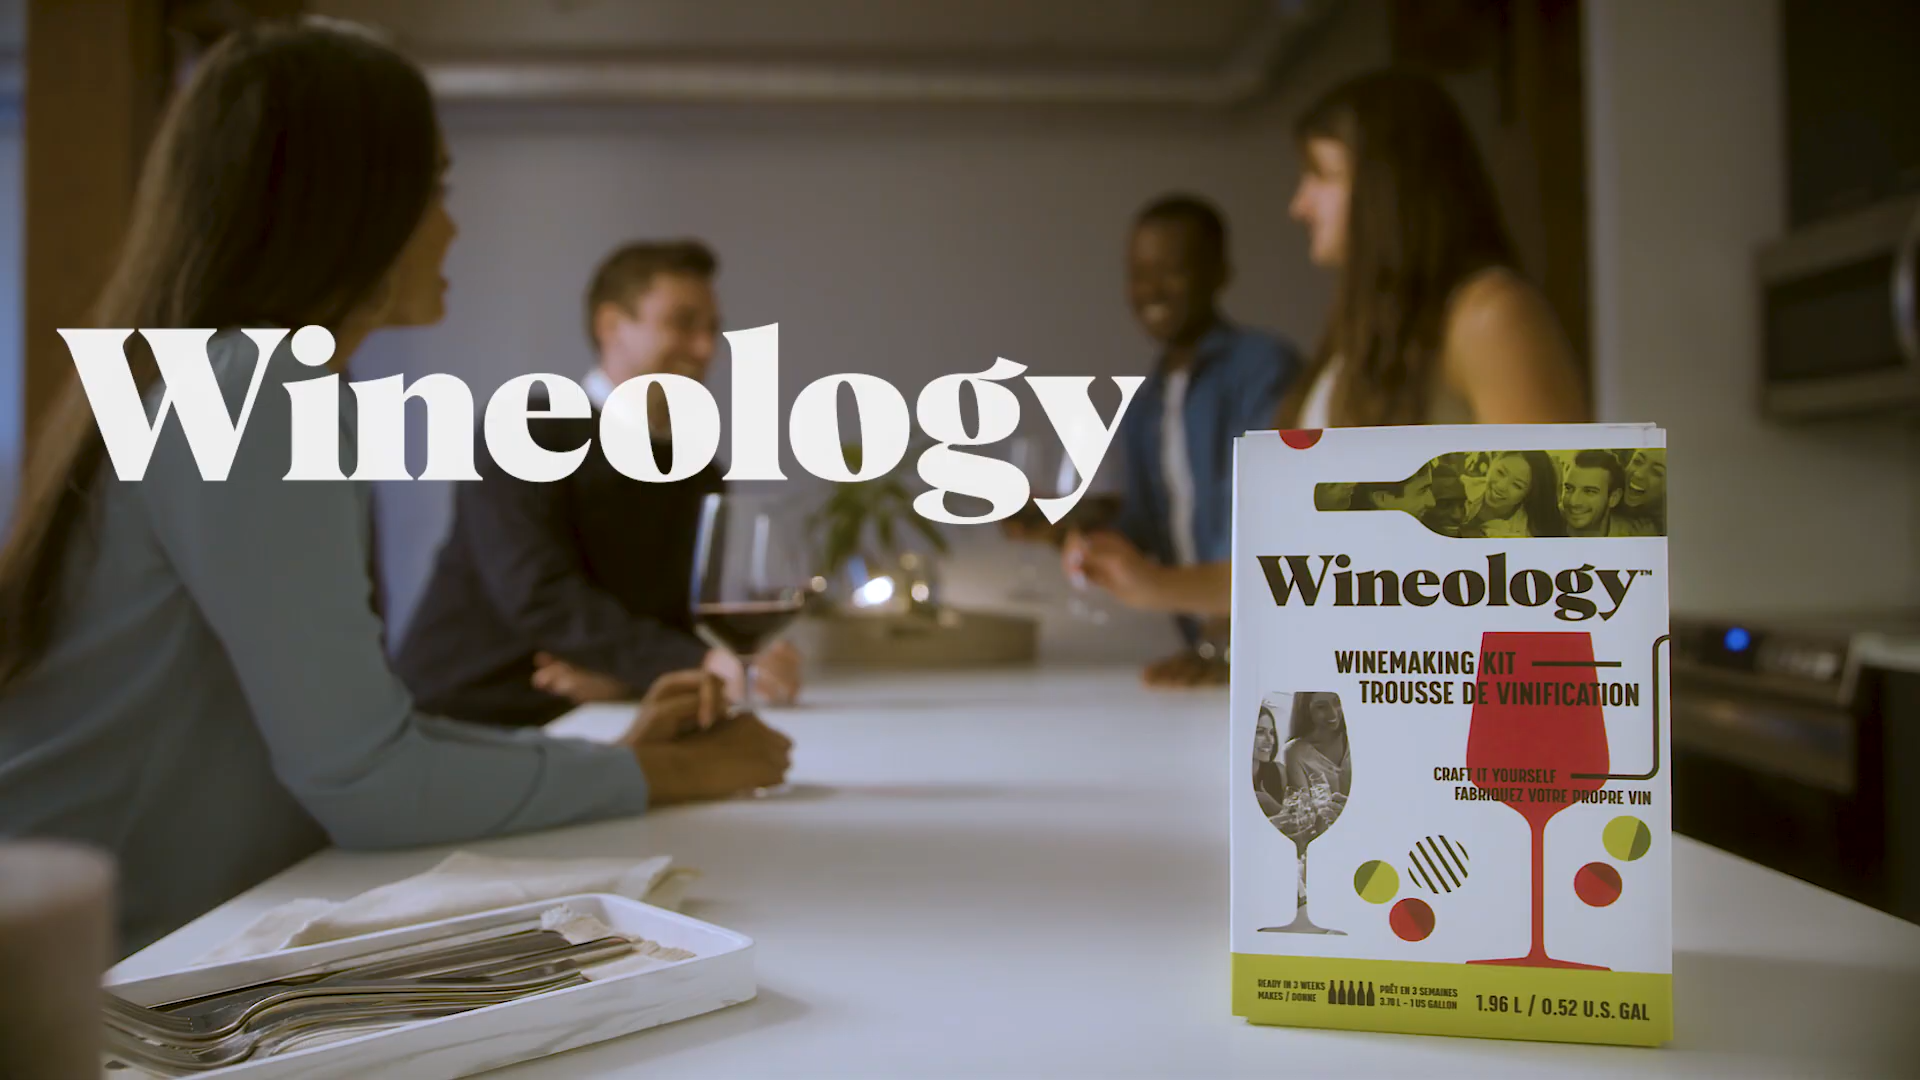 Wineology
Wineology™
WINEMAKING KIT
TROUSSE DE VINIFICATION
CRAFT IT YOURSELF
FABRIQUEZ VOTRE PROPRE VIN
READY IN 3 WEEKS
MAKES / DONNE
PRÊT EN 3 SEMAINES
3.78 L - 1 US GALLON
1.96 L / 0.52 U.S. GAL